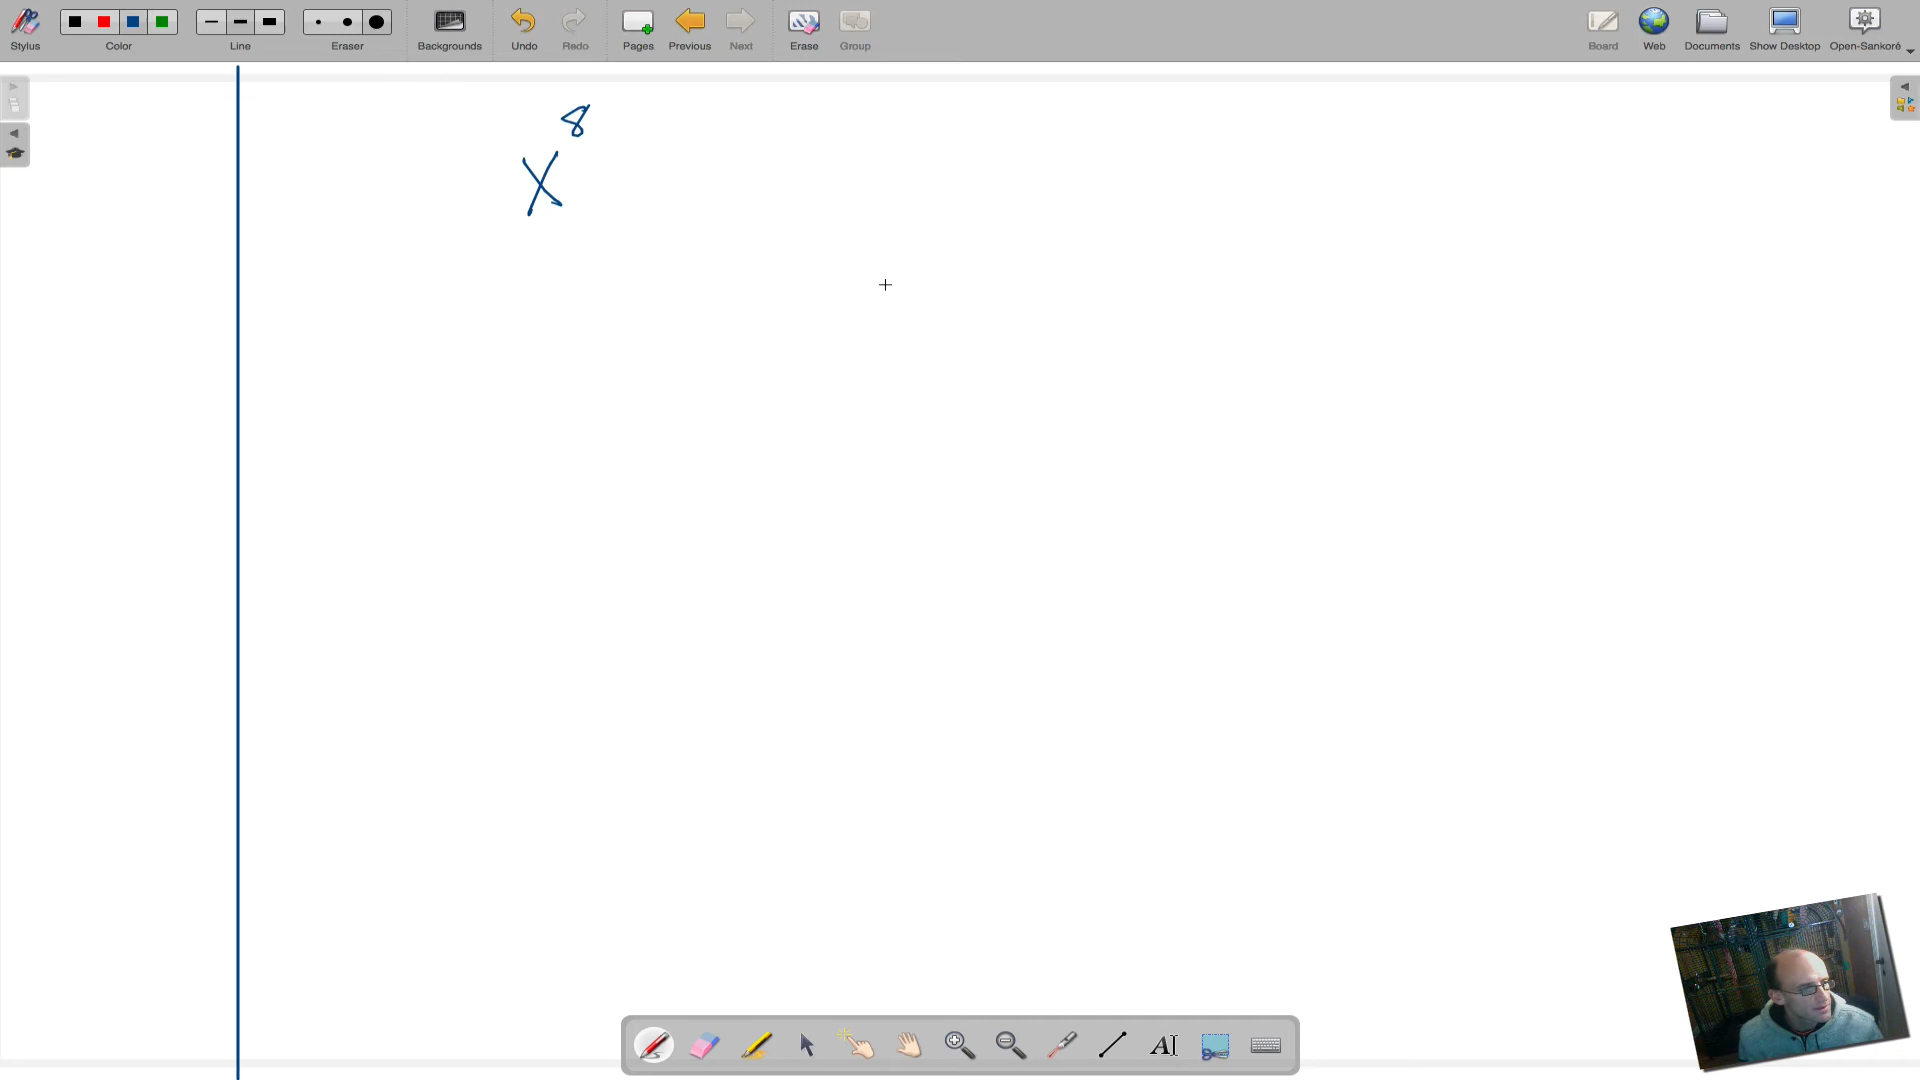 Stylus Color Line Eraser Backgrounds Undo Redo Pages Previous Next Erase Group Board Web Documents Show Desktop Open-Sankoré
8
X
AI